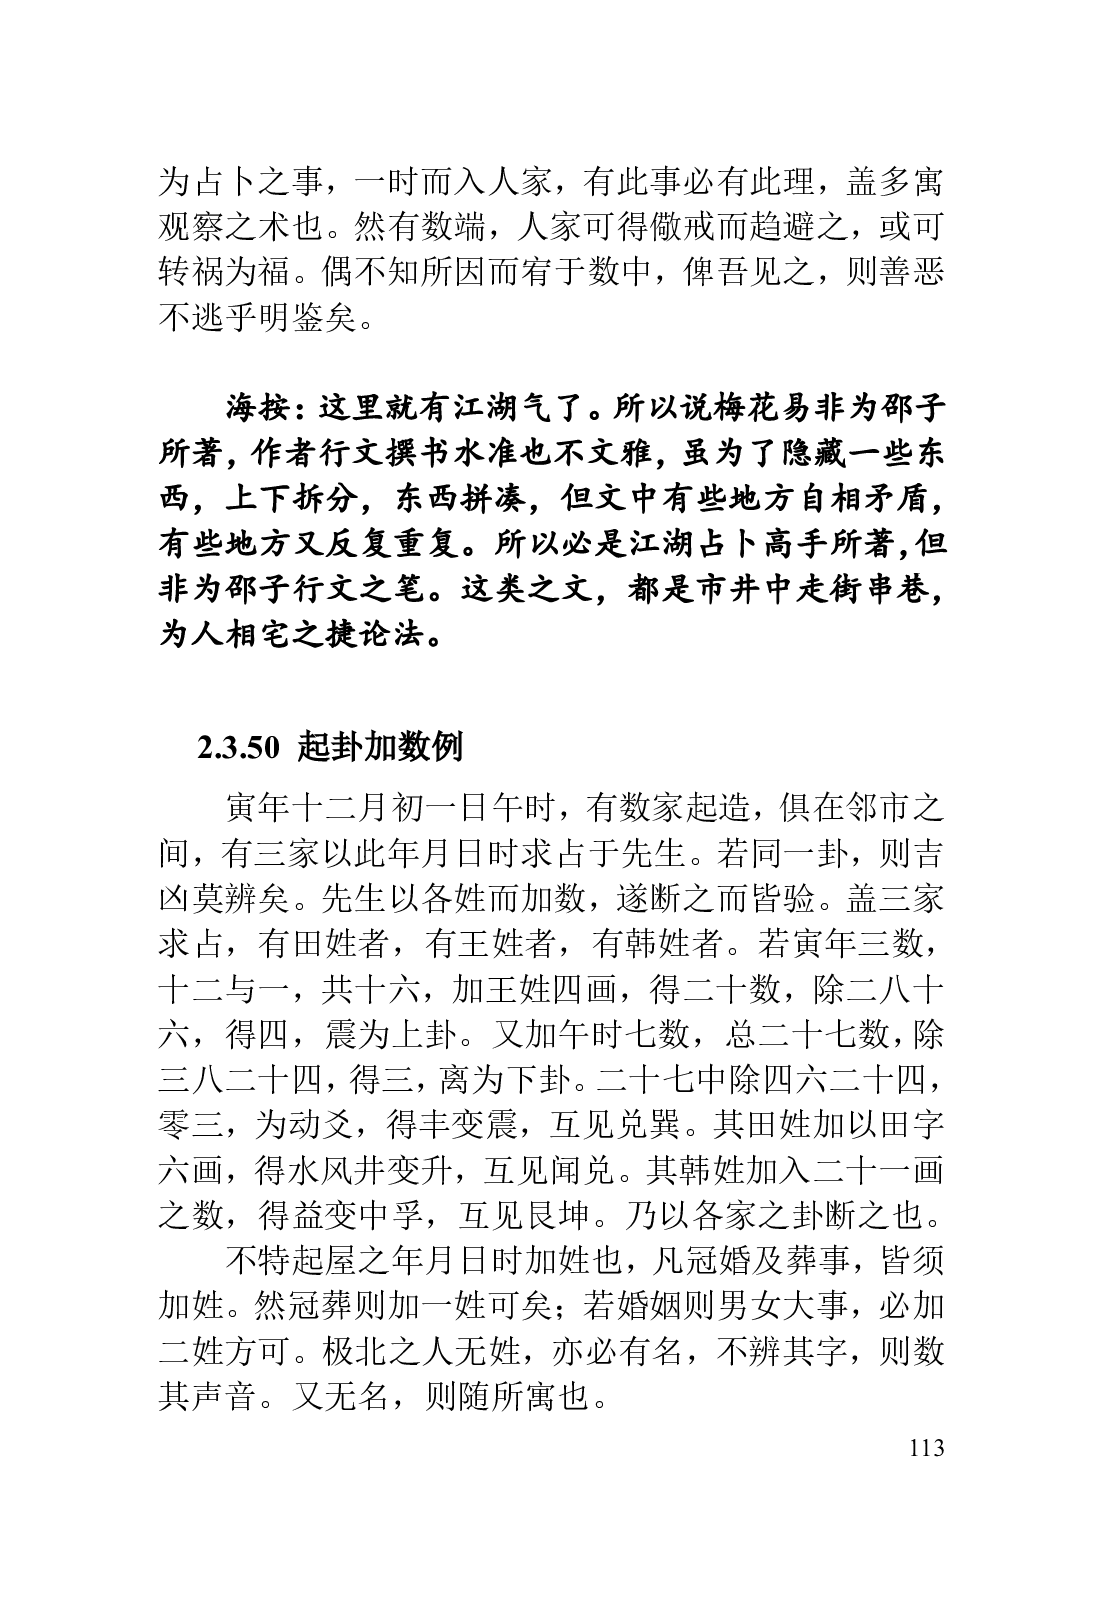 为占卜之事，一时而入人家，有此事必有此理，盖多寓
观察之术也。然有数端，人家可得儆戒而趋避之，或可
转祸为福。偶不知所因而宥于数中，俾吾见之，则善恶
不逃乎明鉴矣。
海按：这里就有江湖气了。所以说梅花易非为邵子
所著，作者行文撰书水准也不文雅，虽为了隐藏一些东
西，上下拆分，东西拼凑，但文中有些地方自相矛盾，
有些地方又反复重复。所以必是江湖占卜高手所著，但
非为邵子行文之笔。这类之文，都是市井中走街串巷，
为人相宅之捷论法。
2.3.50 起卦加数例
寅年十二月初一日午时，有数家起造，俱在邻市之
间，有三家以此年月日时求占于先生。若同一卦，则吉
凶莫辨矣。先生以各姓而加数，遂断之而皆验。盖三家
求占，有田姓者，有王姓者，有韩姓者。若寅年三数，
十二与一，共十六，加王姓四画，得二十数，除二八十
六，得四，震为上卦。又加午时七数，总二十七数，除
三八二十四，得三，离为下卦。二十七中除四六二十四，
零三，为动爻，得丰变震，互见兑巽。其田姓加以田字
六画，得水风井变升，互见闻兑。其韩姓加入二十一画
之数，得益变中孚，互见艮坤。乃以各家之卦断之也。
不特起屋之年月日时加姓也，凡冠婚及葬事，皆须
加姓。然冠葬则加一姓可矣；若婚姻则男女大事，必加
二姓方可。极北之人无姓，亦必有名，不辨其字，则数
其声音。又无名，则随所寓也。
113